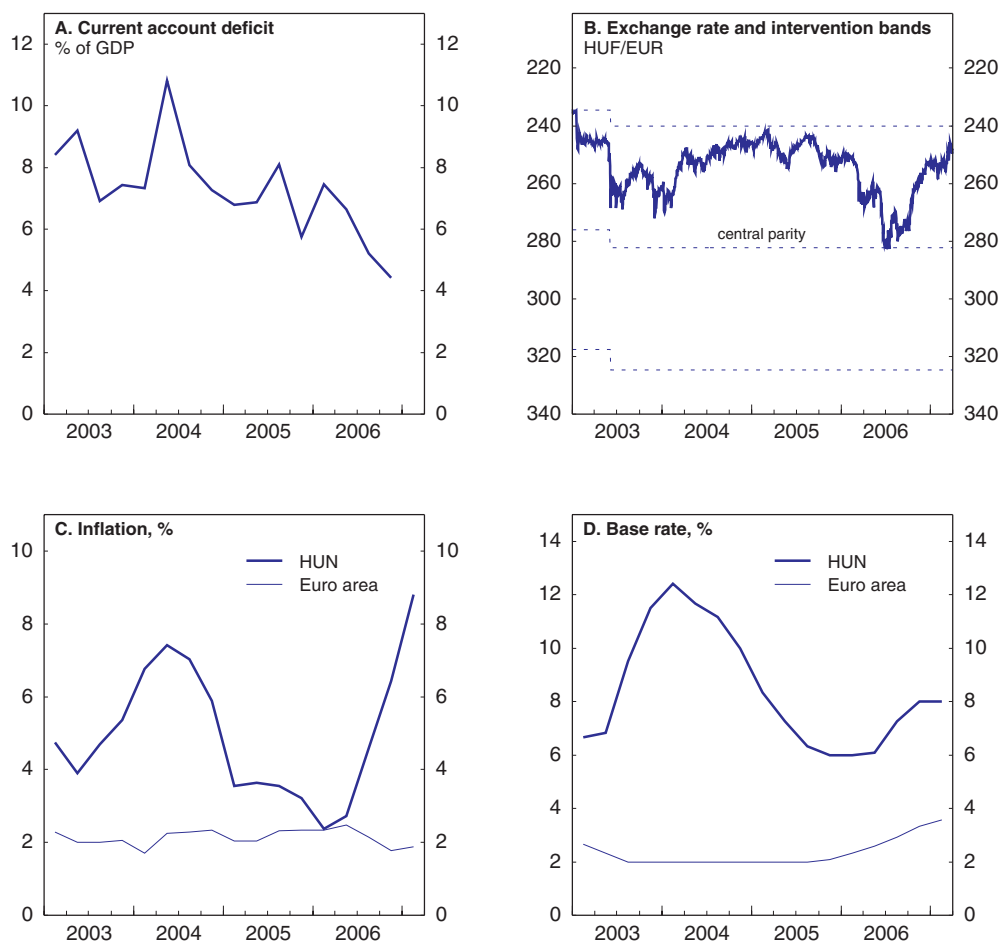 A. Current account deficit
% of GDP
12 12
10 10
8 8
6 6
4 4
2 2
0 0
2003 2004 2005 2006
B. Exchange rate and intervention bands
HUF/EUR
220 220
240 240
260 260
central parity
280 280
300 300
320 320
340 340
2003 2004 2005 2006
C. Inflation, %
10 10
HUN
Euro area
8 8
6 6
4 4
2 2
0 0
2003 2004 2005 2006
D. Base rate, %
14 14
HUN
12 12
Euro area
10 10
8 8
6 6
4 4
2 2
0 0
2003 2004 2005 2006